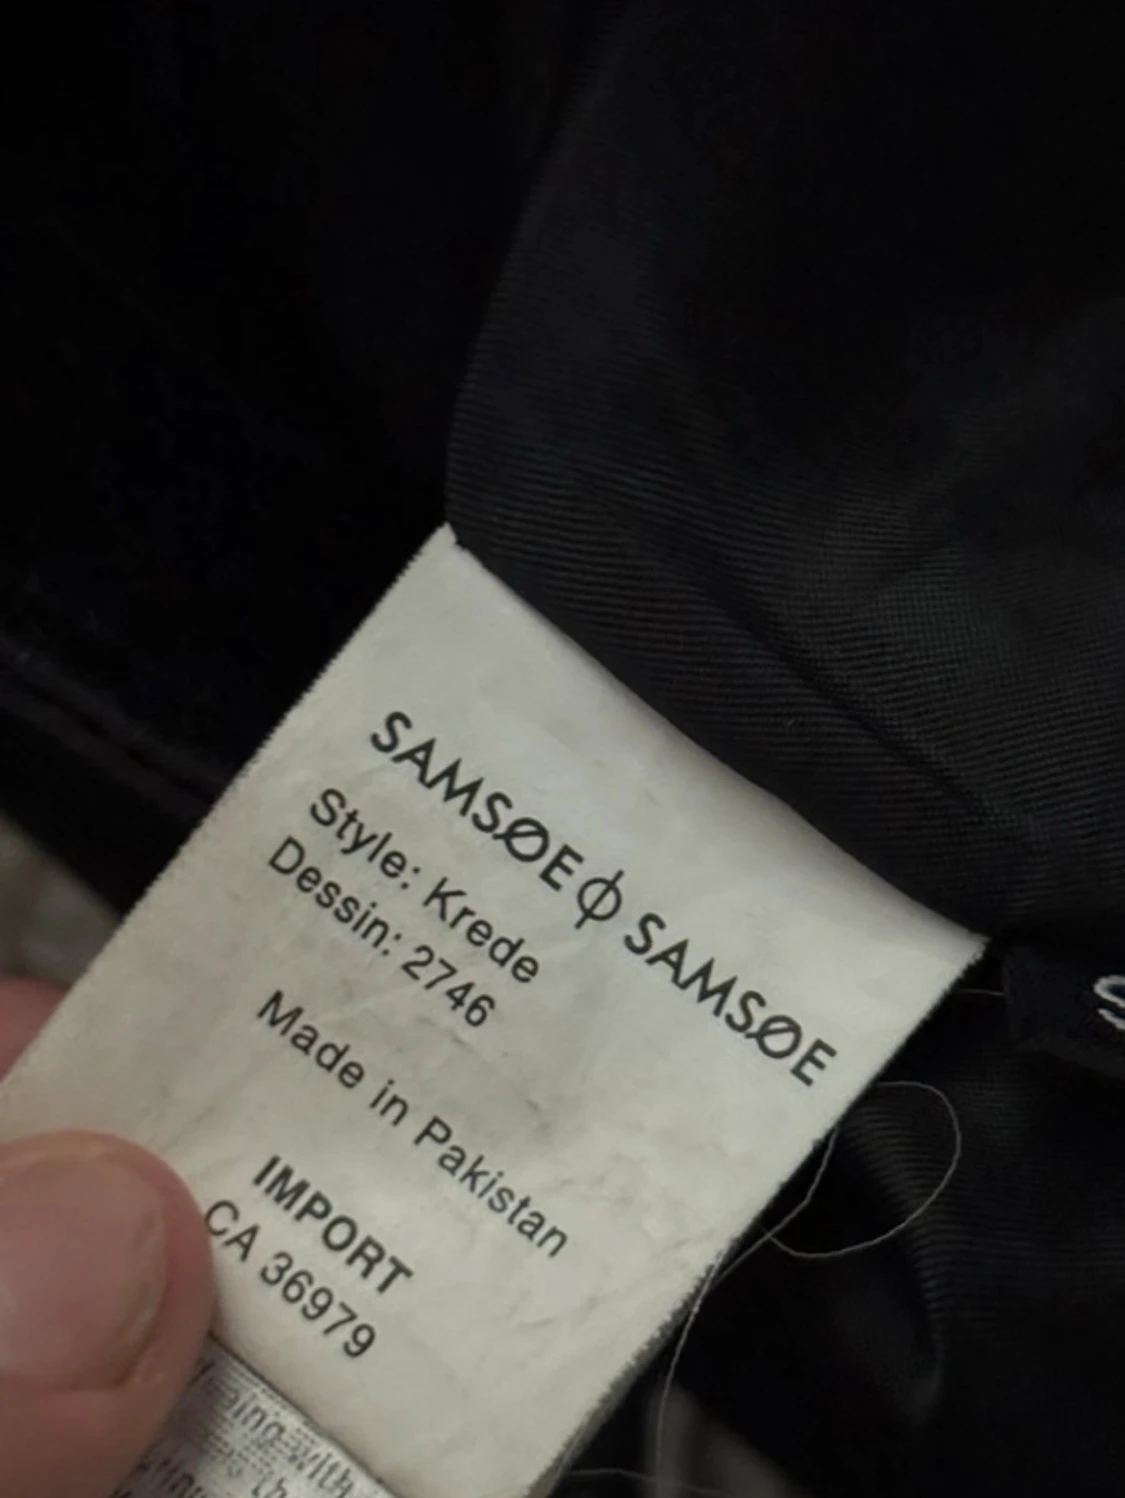 SAMSØE ϕ SAMSØE
Style: Krede
Dessin: 2746
Made in Pakistan
IMPORT
CA 36979